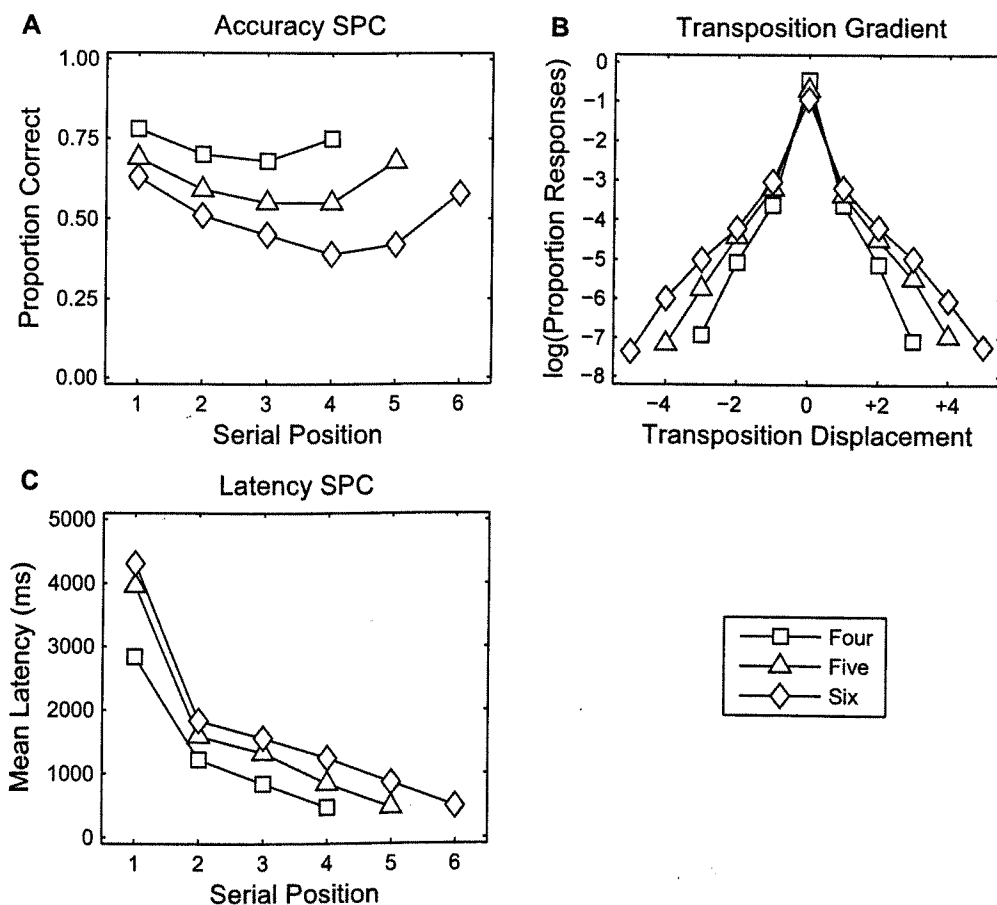 A Accuracy SPC
1.00
0.75
0.50
0.25
0.00
Proportion Correct
1 2 3 4 5 6
Serial Position
B Transposition Gradient
0
−1
−2
−3
−4
−5
−6
−7
−8
log(Proportion Responses)
−4 −2 0 +2 +4
Transposition Displacement
C Latency SPC
5000
4000
3000
2000
1000
0
Mean Latency (ms)
1 2 3 4 5 6
Serial Position
Four
Five
Six